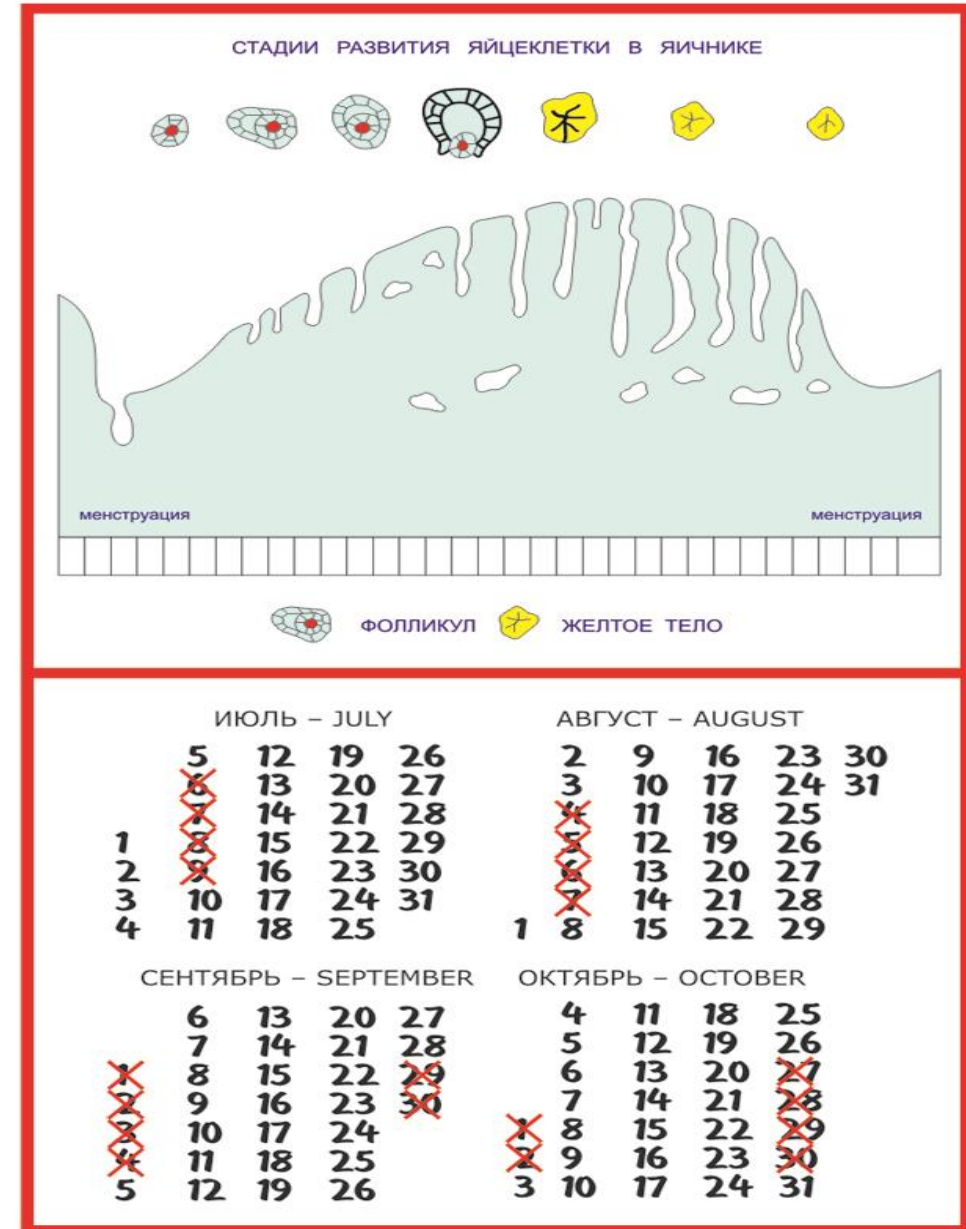 СТАДИИ РАЗВИТИЯ ЯЙЦЕКЛЕТКИ В ЯИЧНИКЕ
менструация менструация
ФОЛЛИКУЛ ЖЕЛТОЕ ТЕЛО
ИЮЛЬ – JULY
5 12 19 26
6 13 20 27
7 14 21 28
1 8 15 22 29
2 9 16 23 30
3 10 17 24 31
4 11 18 25
АВГУСТ – AUGUST
2 9 16 23 30
3 10 17 24 31
4 11 18 25
5 12 19 26
6 13 20 27
7 14 21 28
1 8 15 22 29
СЕНТЯБРЬ – SEPTEMBER
6 13 20 27
7 14 21 28
1 8 15 22 29
2 9 16 23 30
3 10 17 24
4 11 18 25
5 12 19 26
ОКТЯБРЬ – OCTOBER
4 11 18 25
5 12 19 26
6 13 20 27
7 14 21 28
1 8 15 22 29
2 9 16 23 30
3 10 17 24 31